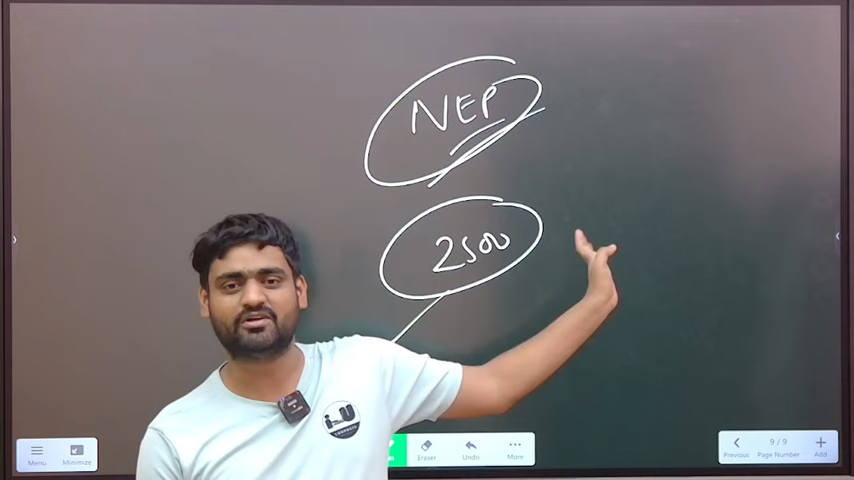 NEP
2500
Menu
Minimize
Eraser
Undo
More
9/9
Previous
Page Number
Add